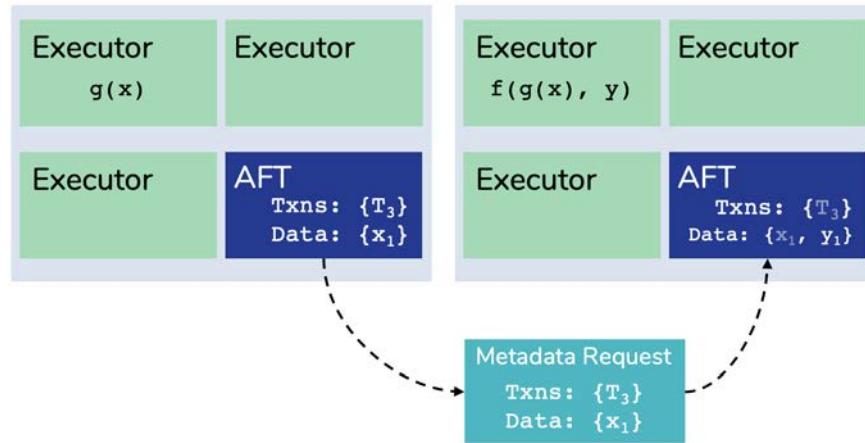 Executor
g(x)
Executor
Executor
AFT
Txns: {T₃}
Data: {x₁}
Executor
f(g(x), y)
Executor
Executor
AFT
Txns: {T₃}
Data: {x₁, y₁}
Metadata Request
Txns: {T₃}
Data: {x₁}